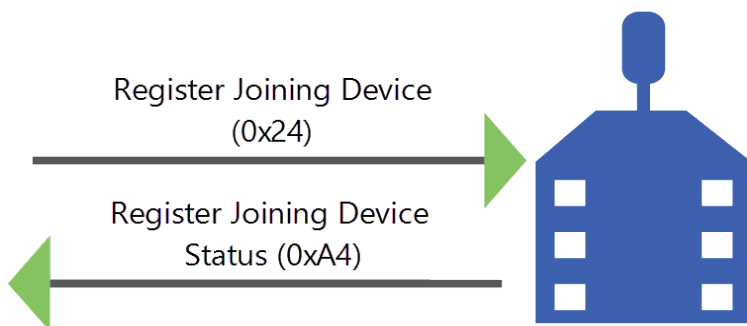 Register Joining Device
(0x24)
Register Joining Device
Status (0xA4)